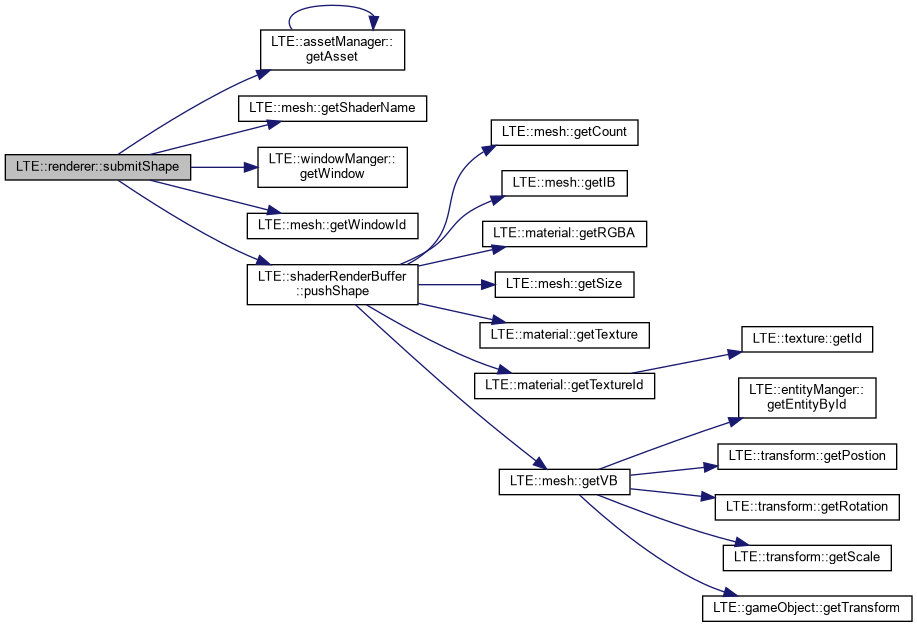 LTE::renderer::submitShape
LTE::assetManager::
getAsset
LTE::mesh::getShaderName
LTE::windowManger::
getWindow
LTE::mesh::getWindowId
LTE::shaderRenderBuffer
::pushShape
LTE::mesh::getCount
LTE::mesh::getIB
LTE::material::getRGBA
LTE::mesh::getSize
LTE::material::getTexture
LTE::material::getTextureId
LTE::mesh::getVB
LTE::texture::getId
LTE::entityManger::
getEntityById
LTE::transform::getPostion
LTE::transform::getRotation
LTE::transform::getScale
LTE::gameObject::getTransform